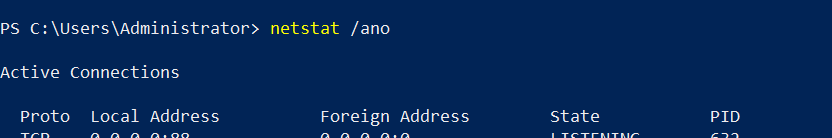 PS C:\Users\Administrator> netstat /ano
Active Connections
Proto Local Address Foreign Address State PID
TCP 0.0.0.0:88 0.0.0.0:0 LISTENING 632